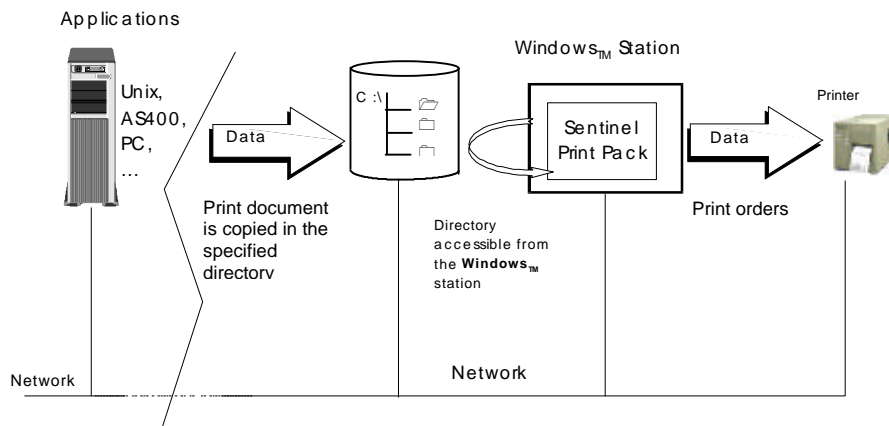 Applications
Unix,
AS400,
PC,
...
Data
Print document
is copied in the
specified
directory
C :\
Directory
accessible from
the Windows™
station
Windows™ Station
Sentinel
Print Pack
Data
Print orders
Printer
Network
Network